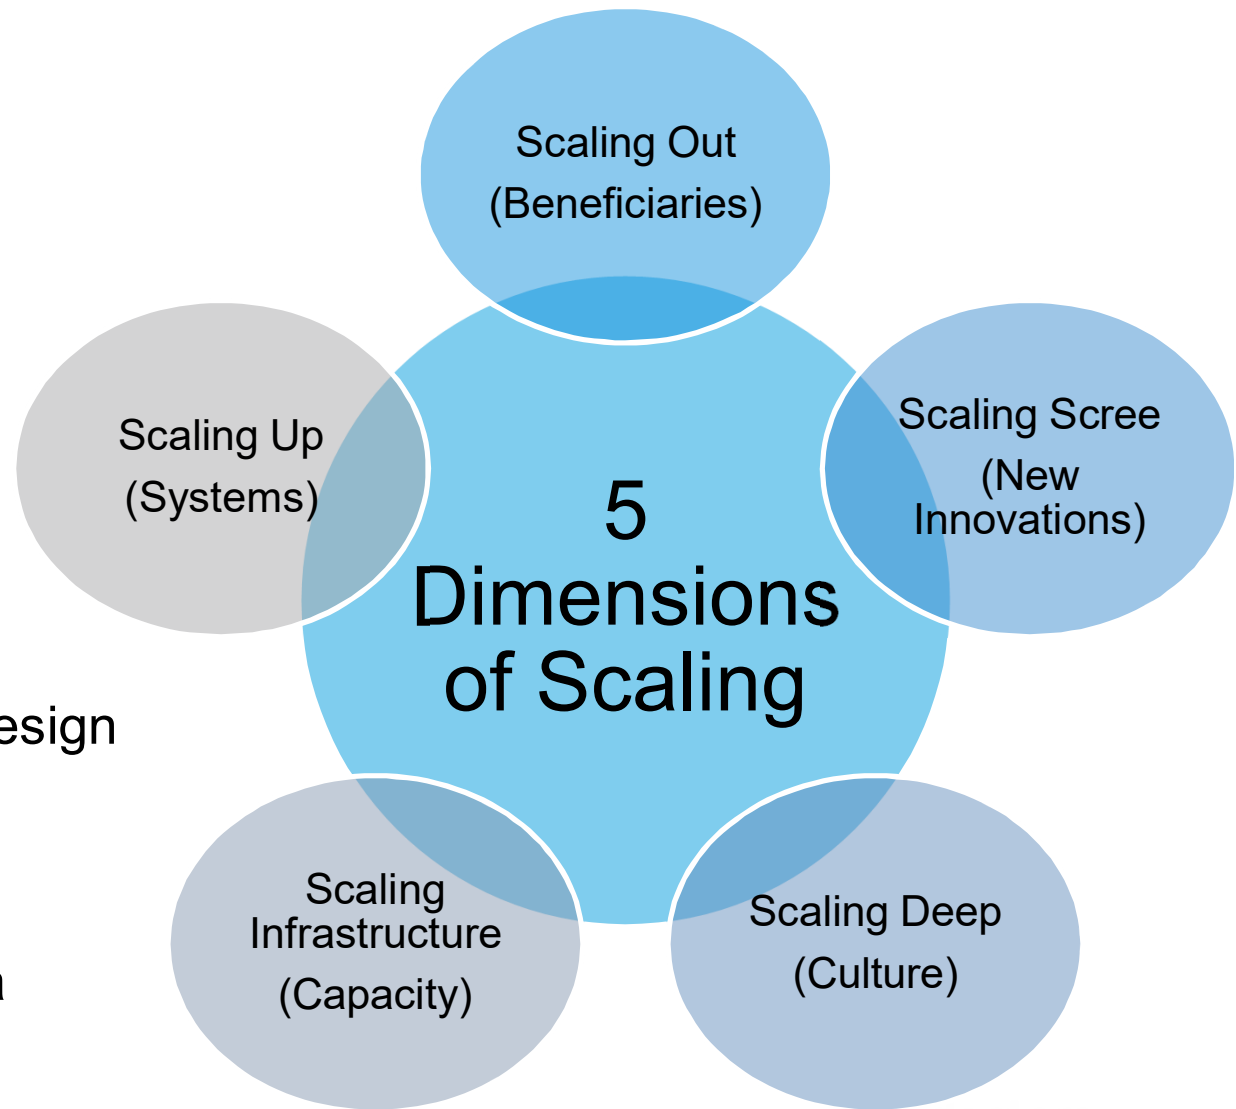 Scaling Out
(Beneficiaries)
Scaling Scree
(New
Innovations)
Scaling Up
(Systems)
5
Dimensions
of Scaling
esign
Scaling
Infrastructure
(Capacity)
Scaling Deep
(Culture)